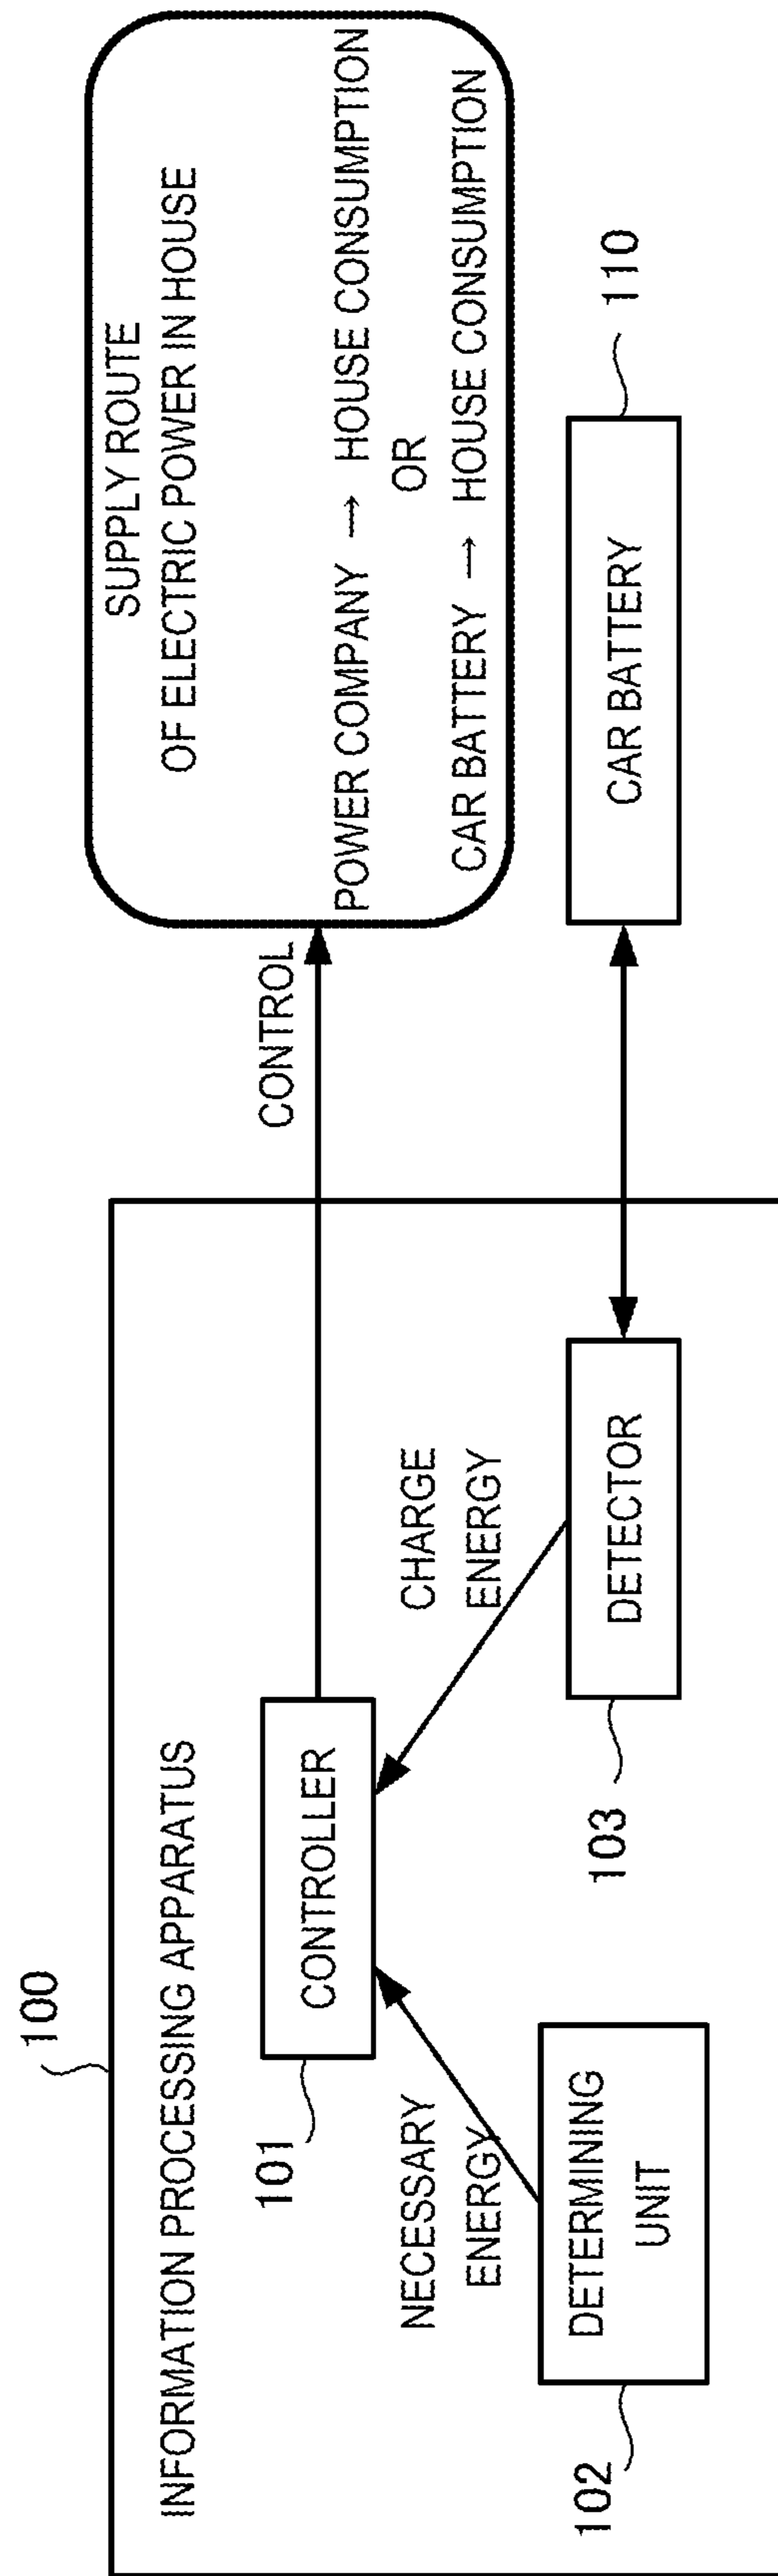 100
INFORMATION PROCESSING APPARATUS
101
CONTROLLER
NECESSARY
ENERGY
CHARGE
ENERGY
102
DETERMINING
UNIT
103
DETECTOR
CONTROL
SUPPLY ROUTE
OF ELECTRIC POWER IN HOUSE
POWER COMPANY → HOUSE CONSUMPTION
OR
CAR BATTERY → HOUSE CONSUMPTION
CAR BATTERY
110